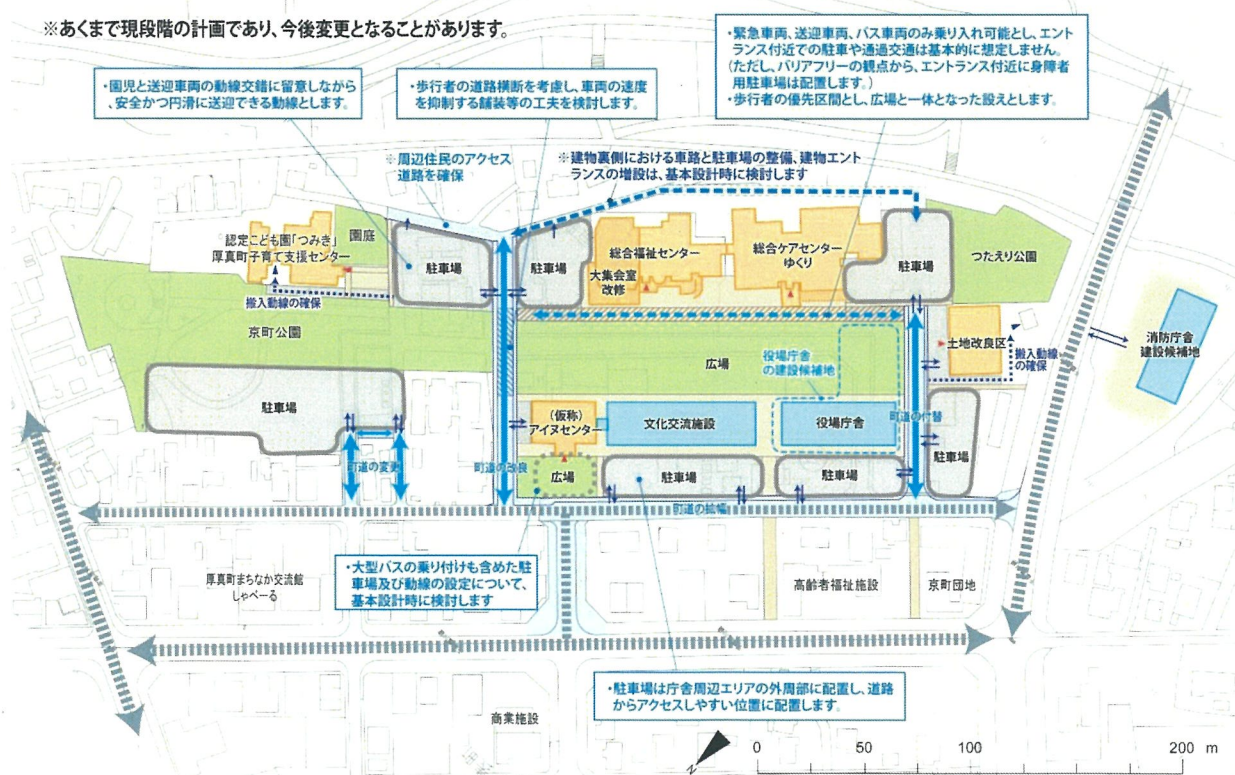 ※あくまで現段階の計画であり、今後変更となることがあります。
・緊急車両、送迎車両、バス車両のみ乗り入れ可能とし、エント
ランス付近での駐車や通過交通は基本的に想定しません。
(ただし、バリアフリーの観点から、エントランス付近に身障者
用駐車場は配置します。)
・歩行者の優先区間とし、広場と一体となった設えとします。
・園児と送迎車両の動線交錯に留意しながら
、安全かつ円滑に送迎できる動線とします。
・歩行者の道路横断を考慮し、車両の速度
を抑制する舗装等の工夫を検討します。
※周辺住民のアクセス
道路を確保
※建物裏側における車路と駐車場の整備、建物エント
ランスの増設は、基本設計時に検討します
認定こども園「つみき」
厚真町子育て支援センター
園庭
駐車場
駐車場
総合福祉センター
大集会室
改修
総合ケアセンター
ゆくり
駐車場
つたえり公園
搬入動線の確保
京町公園
広場
役場庁舎
の建設候補地
土地改良区
搬入動線
の確保
消防庁舎
建設候補地
駐車場
(仮称)
アイヌセンター
文化交流施設
役場庁舎
町道の付替
町道の変更
町道の改良
広場
駐車場
駐車場
駐車場
町道の拡幅
・大型バスの乗り付けも含めた駐
車場及び動線の設定について、
基本設計時に検討します
厚真町まちなか交流館
しゃべーる
高齢者福祉施設
京町団地
・駐車場は庁舎周辺エリアの外周部に配置し、道路
からアクセスしやすい位置に配置します。
商業施設
N
0 50 100 200 m